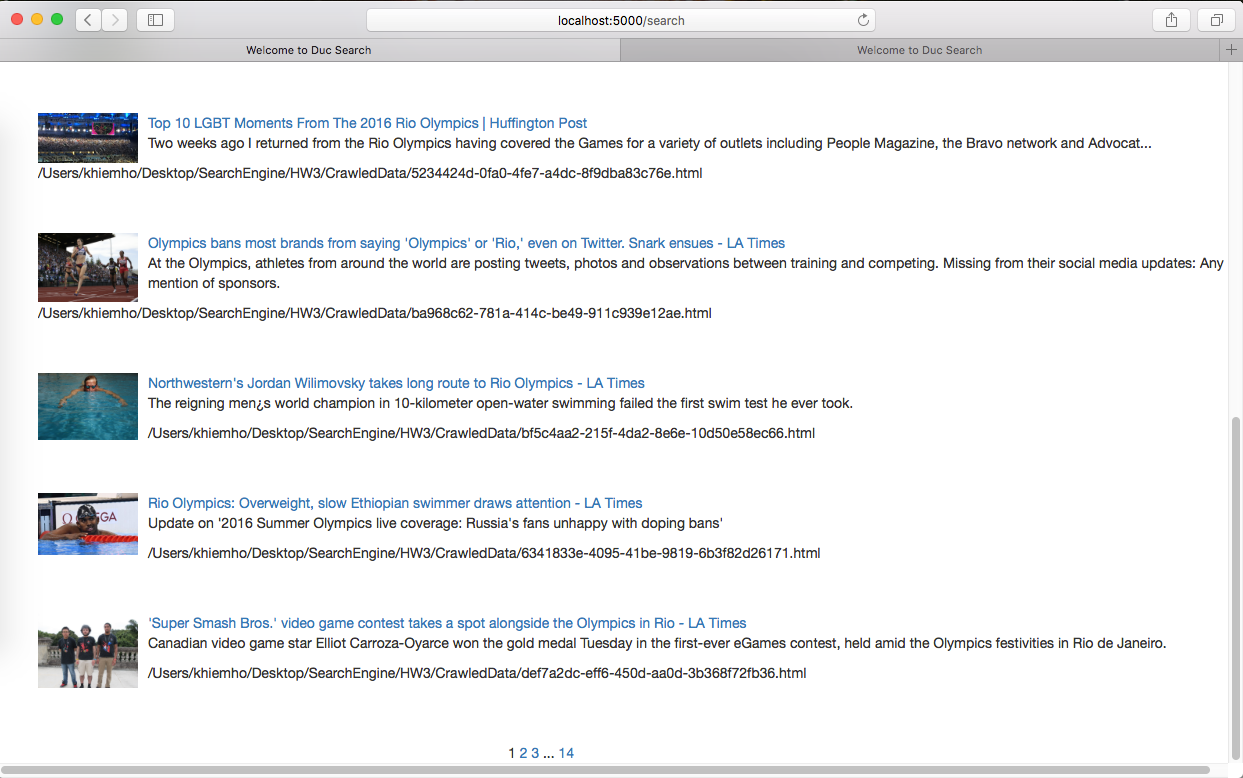 localhost:5000/search
Welcome to Duc Search
Welcome to Duc Search
Top 10 LGBT Moments From The 2016 Rio Olympics | Huffington Post
Two weeks ago I returned from the Rio Olympics having covered the Games for a variety of outlets including People Magazine, the Bravo network and Advocat...
/Users/khiemho/Desktop/SearchEngine/HW3/CrawledData/5234424d-0fa0-4fe7-a4dc-8f9dba83c76e.html
Olympics bans most brands from saying 'Olympics' or 'Rio,' even on Twitter. Snark ensues - LA Times
At the Olympics, athletes from around the world are posting tweets, photos and observations between training and competing. Missing from their social media updates: Any
mention of sponsors.
/Users/khiemho/Desktop/SearchEngine/HW3/CrawledData/ba968c62-781a-414c-be49-911c939e12ae.html
Northwestern's Jordan Wilimovsky takes long route to Rio Olympics - LA Times
The reigning men¿s world champion in 10-kilometer open-water swimming failed the first swim test he ever took.
/Users/khiemho/Desktop/SearchEngine/HW3/CrawledData/bf5c4aa2-215f-4da2-8e6e-10d50e58ec66.html
Rio Olympics: Overweight, slow Ethiopian swimmer draws attention - LA Times
Update on '2016 Summer Olympics live coverage: Russia's fans unhappy with doping bans'
/Users/khiemho/Desktop/SearchEngine/HW3/CrawledData/6341833e-4095-41be-9819-6b3f82d26171.html
'Super Smash Bros.' video game contest takes a spot alongside the Olympics in Rio - LA Times
Canadian video game star Elliot Carroza-Oyarce won the gold medal Tuesday in the first-ever eGames contest, held amid the Olympics festivities in Rio de Janeiro.
/Users/khiemho/Desktop/SearchEngine/HW3/CrawledData/def7a2dc-eff6-450d-aa0d-3b368f72fb36.html
1 2 3 ... 14